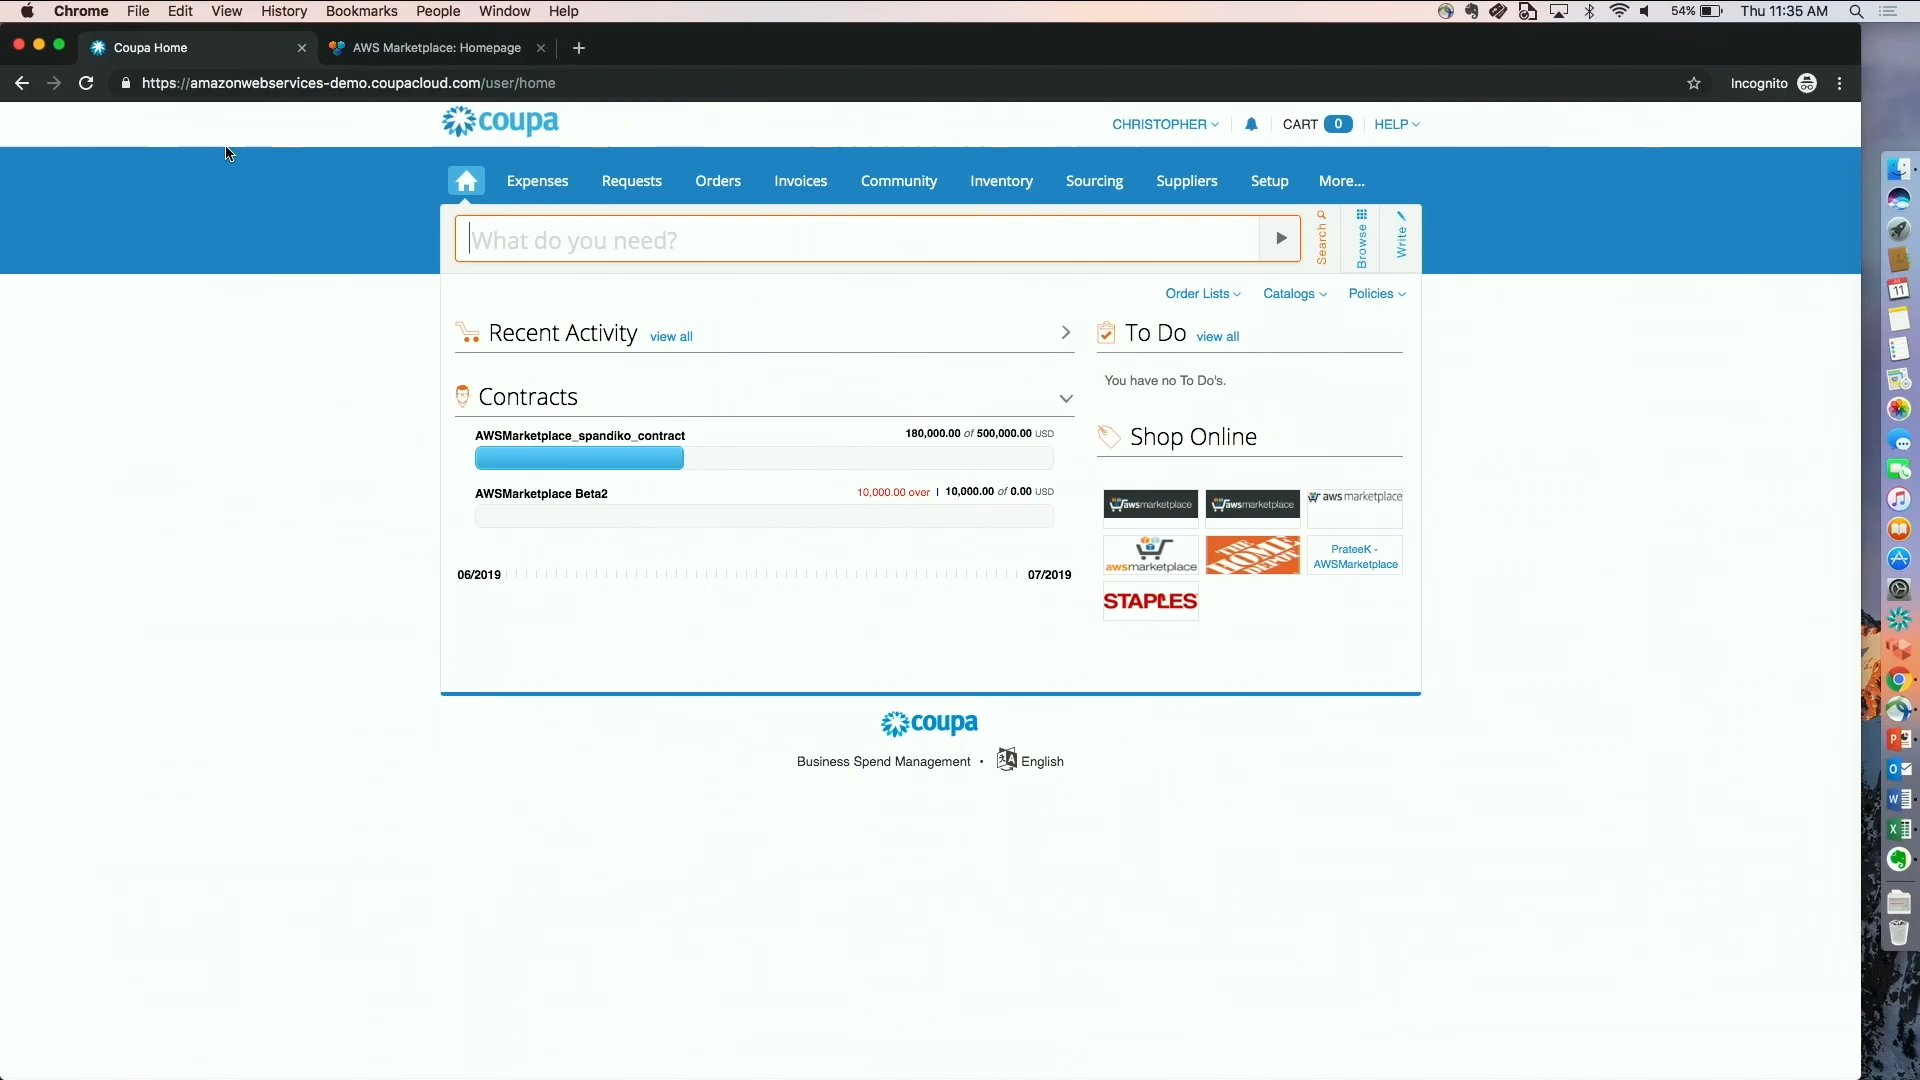 Chrome File Edit View History Bookmarks People Window Help 54% Thu 11:35 AM
Coupa Home AWS Marketplace: Homepage
https://amazonwebservices-demo.coupacloud.com/user/home Incognito
coupa CHRISTOPHER CART 0 HELP
Expenses Requests Orders Invoices Community Inventory Sourcing Suppliers Setup More...
What do you need? Search Browse Write
Order Lists Catalogs Policies
Recent Activity view all
To Do view all
You have no To Do's.
Contracts
AWSMarketplace_spandiko_contract 180,000.00 of 500,000.00 USD
AWSMarketplace Beta2 10,000.00 over | 10,000.00 of 0.00 USD
06/2019 07/2019
Shop Online
awsmarketplace awsmarketplace aws marketplace
awsmarketplace THE HOME DEPOT PrateeK -
AWSMarketplace
STAPLES
coupa
Business Spend Management • English